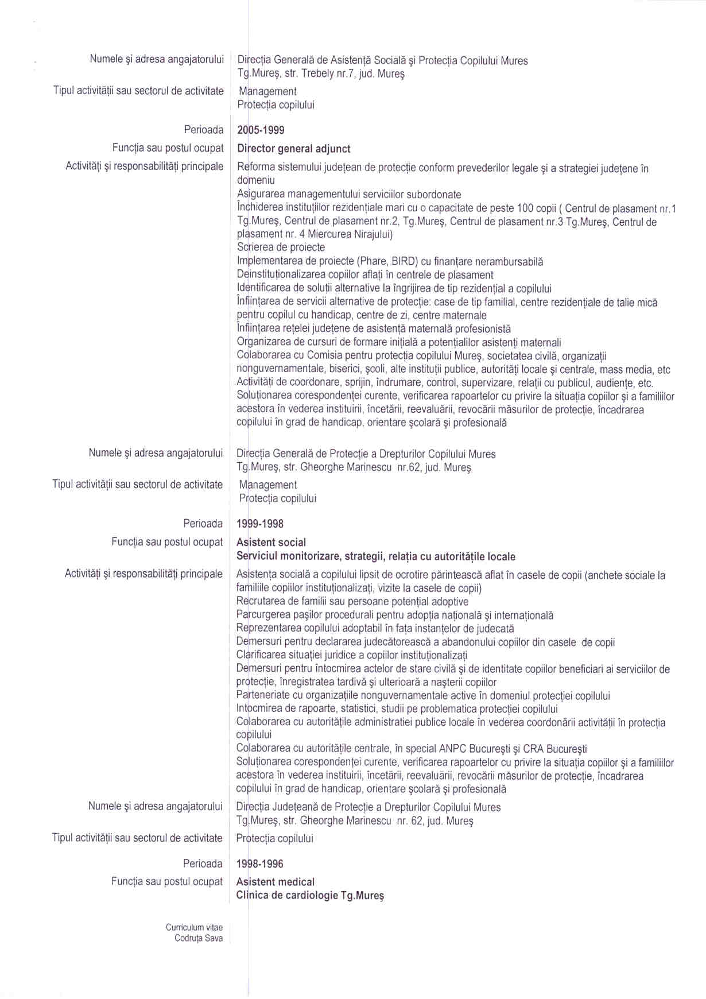 Numele şi adresa angajatorului Direcţia Generală de Asistenţă Socială şi Protecţia Copilului Mures
Tg.Mureş, str. Trebely nr.7, jud. Mureş
Tipul activităţii sau sectorul de activitate Management
Protecţia copilului
Perioada 2005-1999
Funcţia sau postul ocupat Director general adjunct
Activităţi şi responsabilităţi principale Reforma sistemului judeţean de protecţie conform prevederilor legale şi a strategiei judeţene în
domeniu
Asigurarea managementului serviciilor subordonate
Închiderea instituţiilor rezidenţiale mari cu o capacitate de peste 100 copii ( Centrul de plasament nr.1
Tg.Mureş, Centrul de plasament nr.2, Tg.Mureş, Centrul de plasament nr.3 Tg.Mureş, Centrul de
plasament nr. 4 Miercurea Nirajului)
Scrierea de proiecte
Implementarea de proiecte (Phare, BIRD) cu finanţare nerambursabilă
Deinstituţionalizarea copiilor aflaţi în centrele de plasament
Identificarea de soluţii alternative la îngrijirea de tip rezidenţial a copilului
Înfiinţarea de servicii alternative de protecţie: case de tip familial, centre rezidenţiale de talie mică
pentru copilul cu handicap, centre de zi, centre maternale
Înfiinţarea reţelei judeţene de asistenţă maternală profesionistă
Organizarea de cursuri de formare iniţială a potenţialilor asistenţi maternali
Colaborarea cu Comisia pentru protecţia copilului Mureş, societatea civilă, organizaţii
nonguvernamentale, biserici, şcoli, alte instituţii publice, autorităţi locale şi centrale, mass media, etc
Activităţi de coordonare, sprijin, îndrumare, control, supervizare, relaţii cu publicul, audienţe, etc.
Soluţionarea corespondenţei curente, verificarea rapoartelor cu privire la situaţia copiilor şi a familiilor
acestora în vederea instituirii, încetării, reevaluării, revocării măsurilor de protecţie, încadrarea
copilului în grad de handicap, orientare şcolară şi profesională
Numele şi adresa angajatorului Direcţia Generală de Protecţie a Drepturilor Copilului Mures
Tg.Mureş, str. Gheorghe Marinescu nr.62, jud. Mureş
Tipul activităţii sau sectorul de activitate Management
Protecţia copilului
Perioada 1999-1998
Funcţia sau postul ocupat Asistent social
Serviciul monitorizare, strategii, relaţia cu autorităţile locale
Activităţi şi responsabilităţi principale Asistenţa socială a copilului lipsit de ocrotire părintească aflat în casele de copii (anchete sociale la
familiile copiilor instituţionalizaţi, vizite la casele de copii)
Recrutarea de familii sau persoane potenţial adoptive
Parcurgerea paşilor procedurali pentru adopţia naţională şi internaţională
Reprezentarea copilului adoptabil în faţa instanţelor de judecată
Demersuri pentru declararea judecătorească a abandonului copiilor din casele de copii
Clarificarea situaţiei juridice a copiilor instituţionalizaţi
Demersuri pentru întocmirea actelor de stare civilă şi de identitate copiilor beneficiari ai serviciilor de
protecţie, înregistratea tardivă şi ulterioară a naşterii copiilor
Parteneriate cu organizaţiile nonguvernamentale active în domeniul protecţiei copilului
Intocmirea de rapoarte, statistici, studii pe problematica protecţiei copilului
Colaborarea cu autorităţile administratiei publice locale în vederea coordonării activităţii în protecţia
copilului
Colaborarea cu autorităţile centrale, în special ANPC Bucureşti şi CRA Bucureşti
Soluţionarea corespondenţei curente, verificarea rapoartelor cu privire la situaţia copiilor şi a familiilor
acestora în vederea instituirii, încetării, reevaluării, revocării măsurilor de protecţie, încadrarea
copilului în grad de handicap, orientare şcolară şi profesională
Numele şi adresa angajatorului Direcţia Judeţeană de Protecţie a Drepturilor Copilului Mures
Tg.Mureş, str. Gheorghe Marinescu nr. 62, jud. Mureş
Tipul activităţii sau sectorul de activitate Protecţia copilului
Perioada 1998-1996
Funcţia sau postul ocupat Asistent medical
Clinica de cardiologie Tg.Mureş
Curriculum vitae
Codruţa Sava